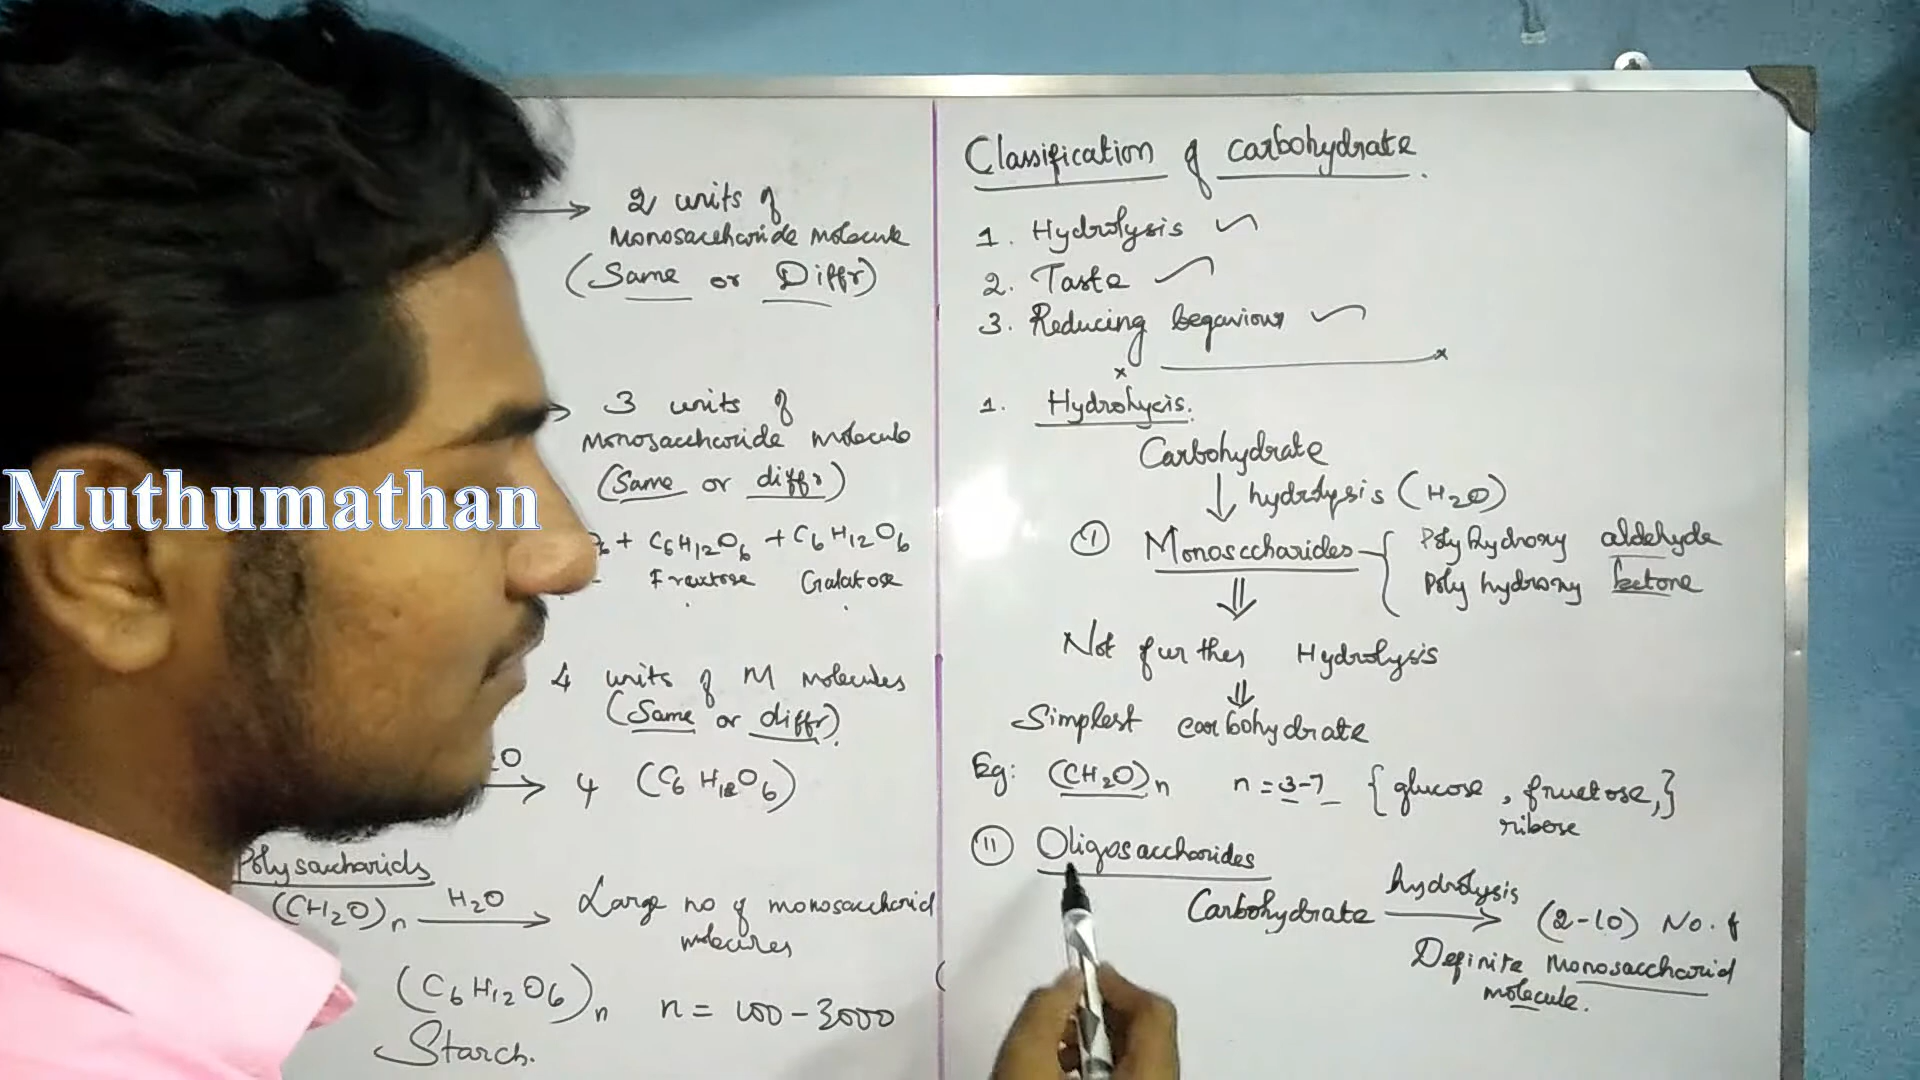 Muthumathan
2 units of
Monosaccharide molecule
(Same or Diffr)
3 units of
Monosaccharide molecule
(Same or diffr)
+ C6H12O6 + C6H12O6
Fructose Galatose
4 units of M molecules
(Same or diffr).
4 (C6H12O6)
Polysaccharids
(CH2O)n H2O Large no of monosaccharid
molecules
(C6H12O6)n n = 100-3000
Starch.
Classification of carbohydrate.
1. Hydrolysis
2. Taste
3. Reducing begaviour
1. Hydrolycis.
Carbohydrate
↓ hydrolysis (H2O)
I Monosccharides { Poly hydroxy aldehyde
Poly hydroxy ketone
⇓
Not further Hydrolysis
⇓
Simplest carbohydrate
Eg: (CH2O)n n = 3-7 {glucose, fructose,}
ribose
II Oligosaccharides
Carbohydrate hydrolysis → (2-10) No. of
Definite Monosaccharid
molecule.